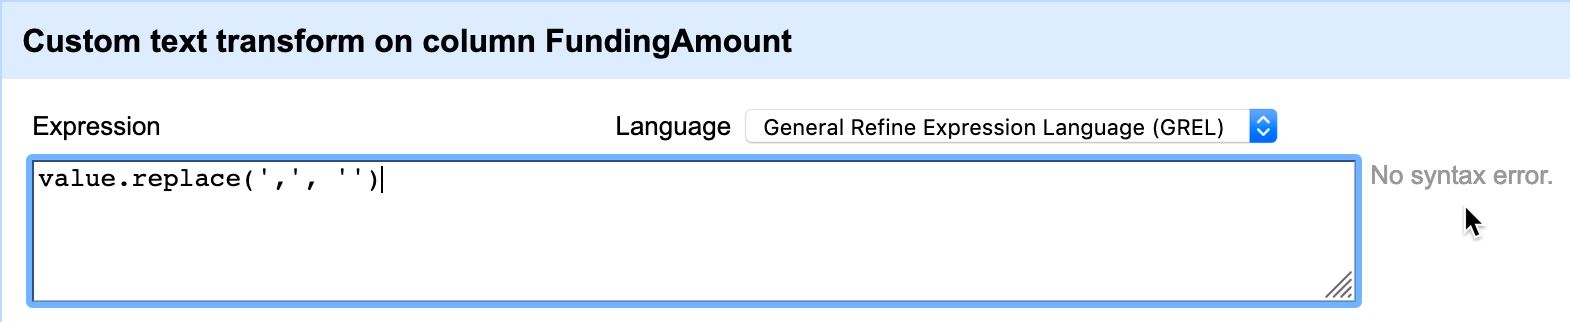 Custom text transform on column FundingAmount
Expression
Language General Refine Expression Language (GREL)
value.replace(',', '')
No syntax error.